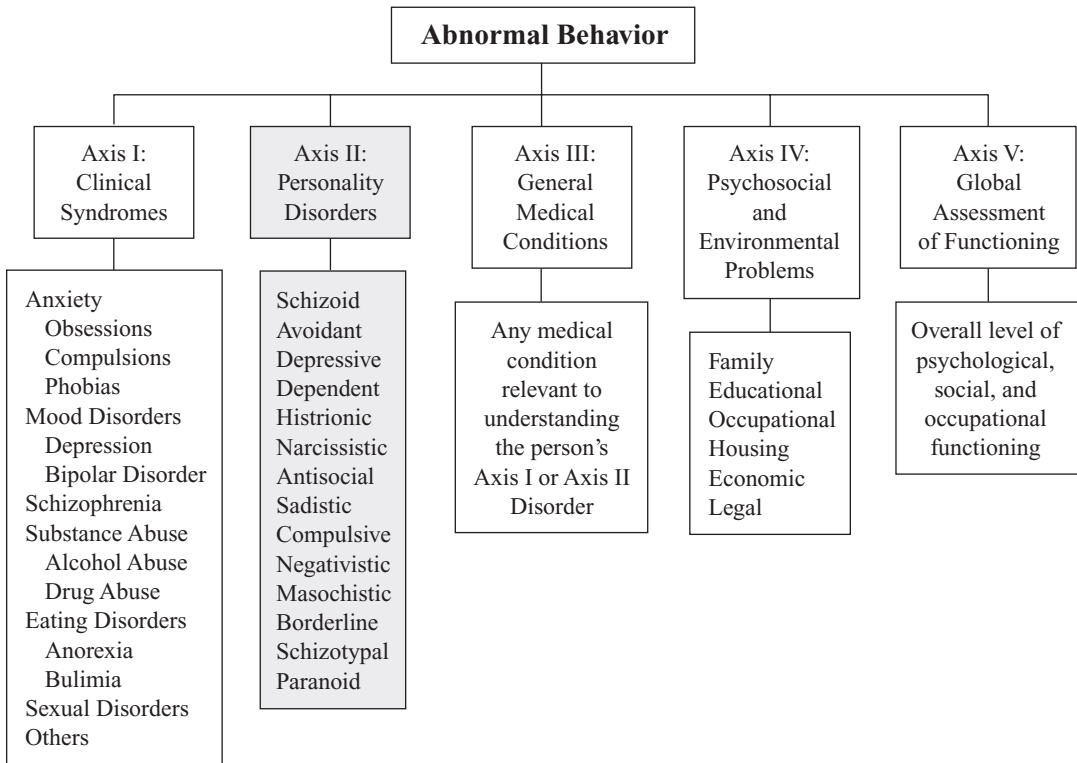 Abnormal Behavior
Axis I:
Clinical
Syndromes
Axis II:
Personality
Disorders
Axis III:
General
Medical
Conditions
Axis IV:
Psychosocial
and
Environmental
Problems
Axis V:
Global
Assessment
of Functioning
Anxiety
Obsessions
Compulsions
Phobias
Mood Disorders
Depression
Bipolar Disorder
Schizophrenia
Substance Abuse
Alcohol Abuse
Drug Abuse
Eating Disorders
Anorexia
Bulimia
Sexual Disorders
Others
Schizoid
Avoidant
Depressive
Dependent
Histrionic
Narcissistic
Antisocial
Sadistic
Compulsive
Negativistic
Masochistic
Borderline
Schizotypal
Paranoid
Any medical
condition
relevant to
understanding
the person’s
Axis I or Axis II
Disorder
Family
Educational
Occupational
Housing
Economic
Legal
Overall level of
psychological,
social, and
occupational
functioning